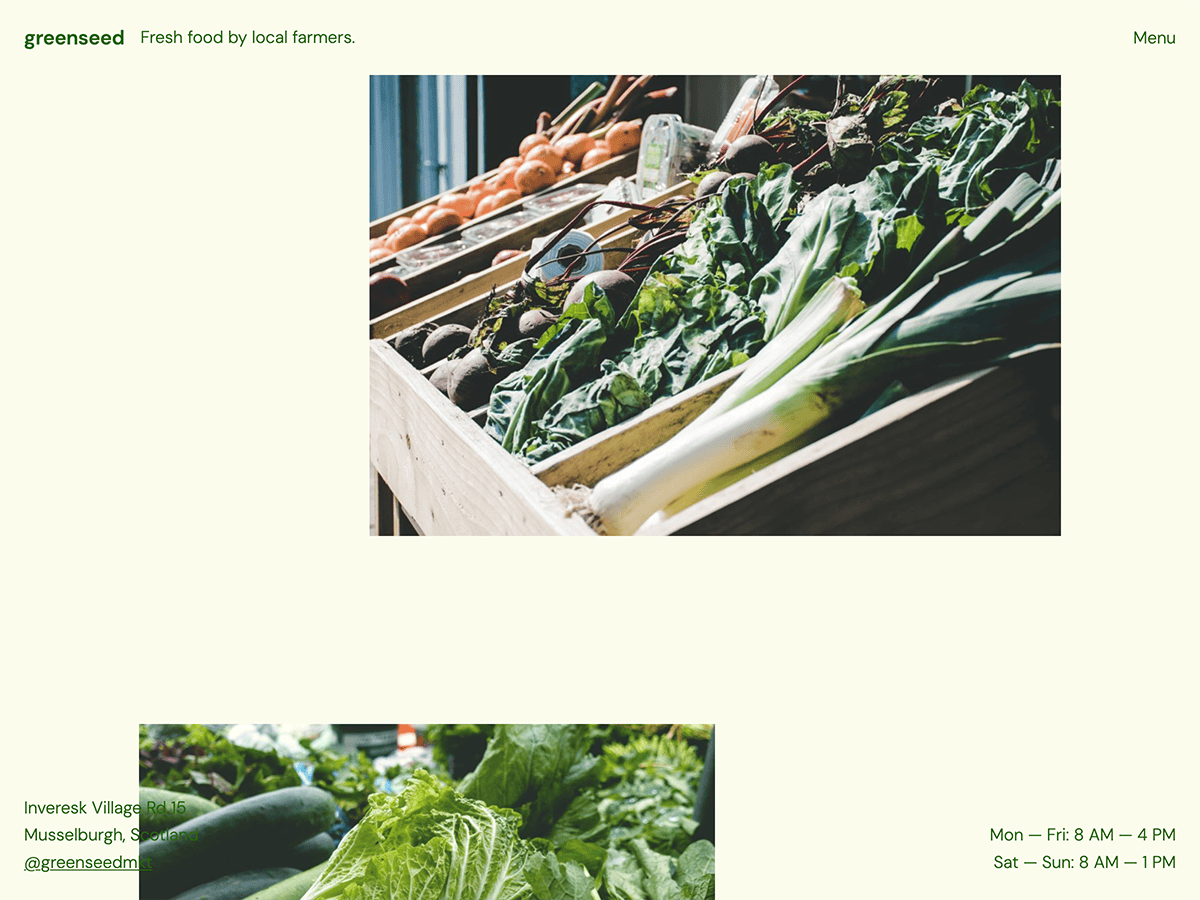 greenseed Fresh food by local farmers. Menu
Inveresk Village Rd 15
Musselburgh, Scotland
@greenseedmkt
Mon — Fri: 8 AM — 4 PM
Sat — Sun: 8 AM — 1 PM